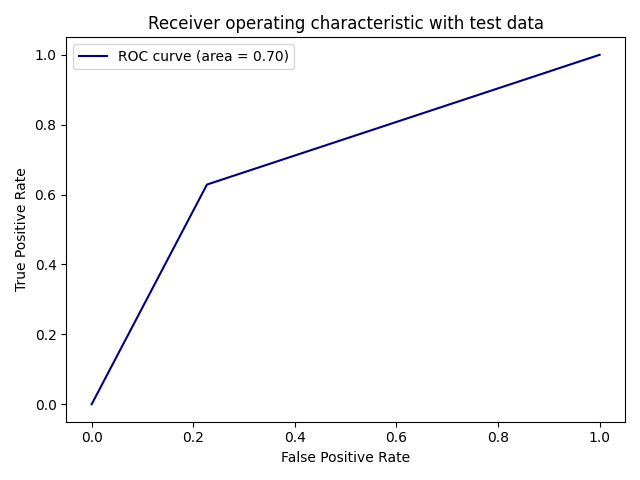 Receiver operating characteristic with test data
ROC curve (area = 0.70)
1.0
0.8
0.6
0.4
0.2
0.0
True Positive Rate
0.0 0.2 0.4 0.6 0.8 1.0
False Positive Rate